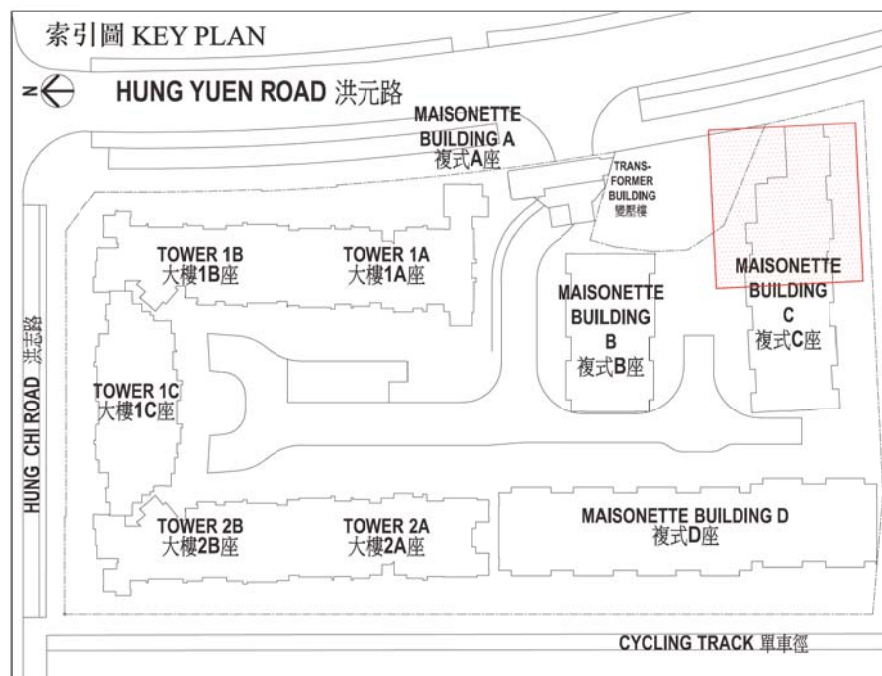 索引圖 KEY PLAN
N
HUNG YUEN ROAD 洪元路
MAISONETTE
BUILDING A
複式A座
TRANS-
FORMER
BUILDING
變壓樓
TOWER 1B
大樓1B座
TOWER 1A
大樓1A座
MAISONETTE
BUILDING
B
複式B座
MAISONETTE
BUILDING
C
複式C座
HUNG CHI ROAD 洪志路
TOWER 1C
大樓1C座
TOWER 2B
大樓2B座
TOWER 2A
大樓2A座
MAISONETTE BUILDING D
複式D座
CYCLING TRACK 單車徑